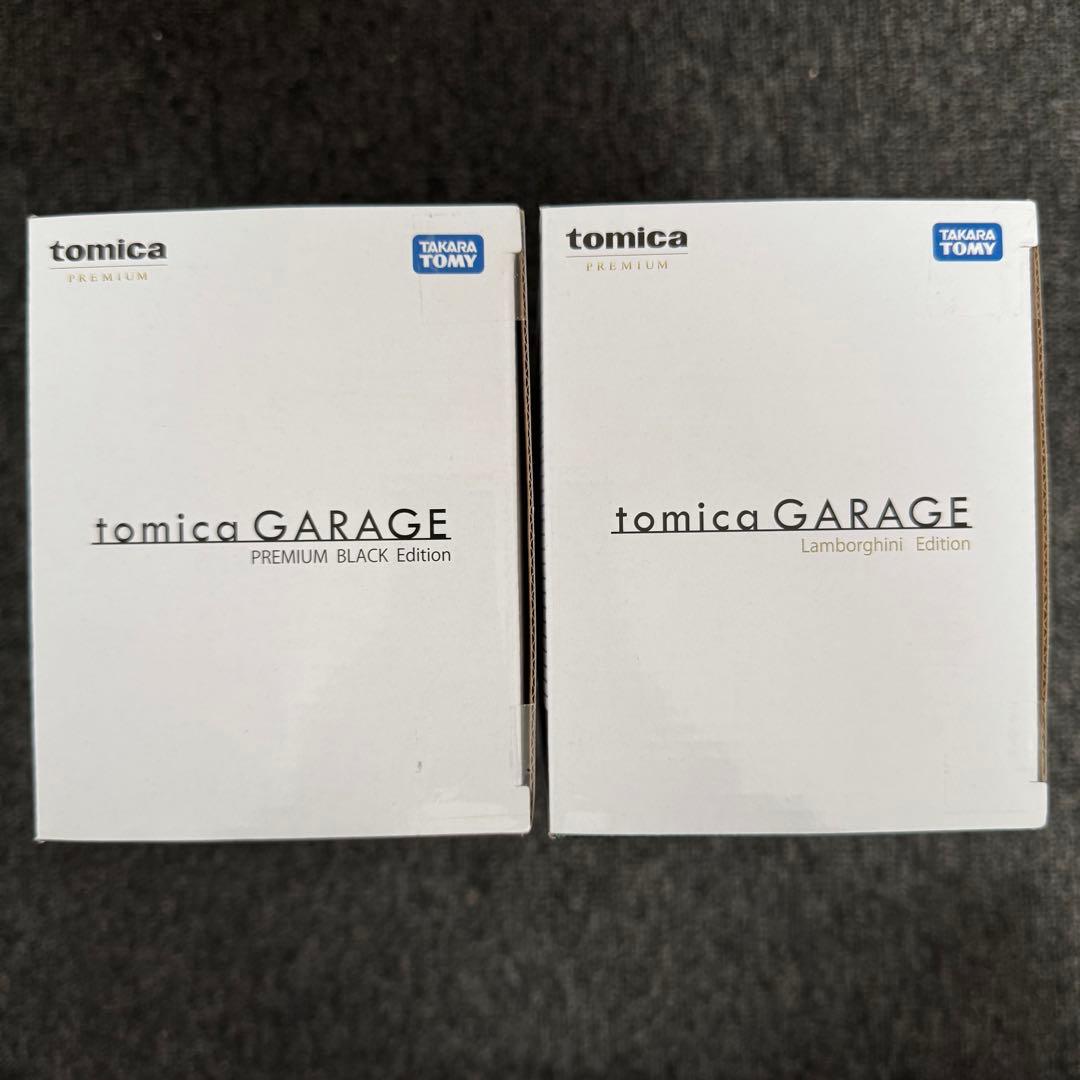 tomica
PREMIUM
TAKARA
TOMY
tomica GARAGE
PREMIUM BLACK Edition
tomica
PREMIUM
TAKARA
TOMY
tomica GARAGE
Lamborghini Edition